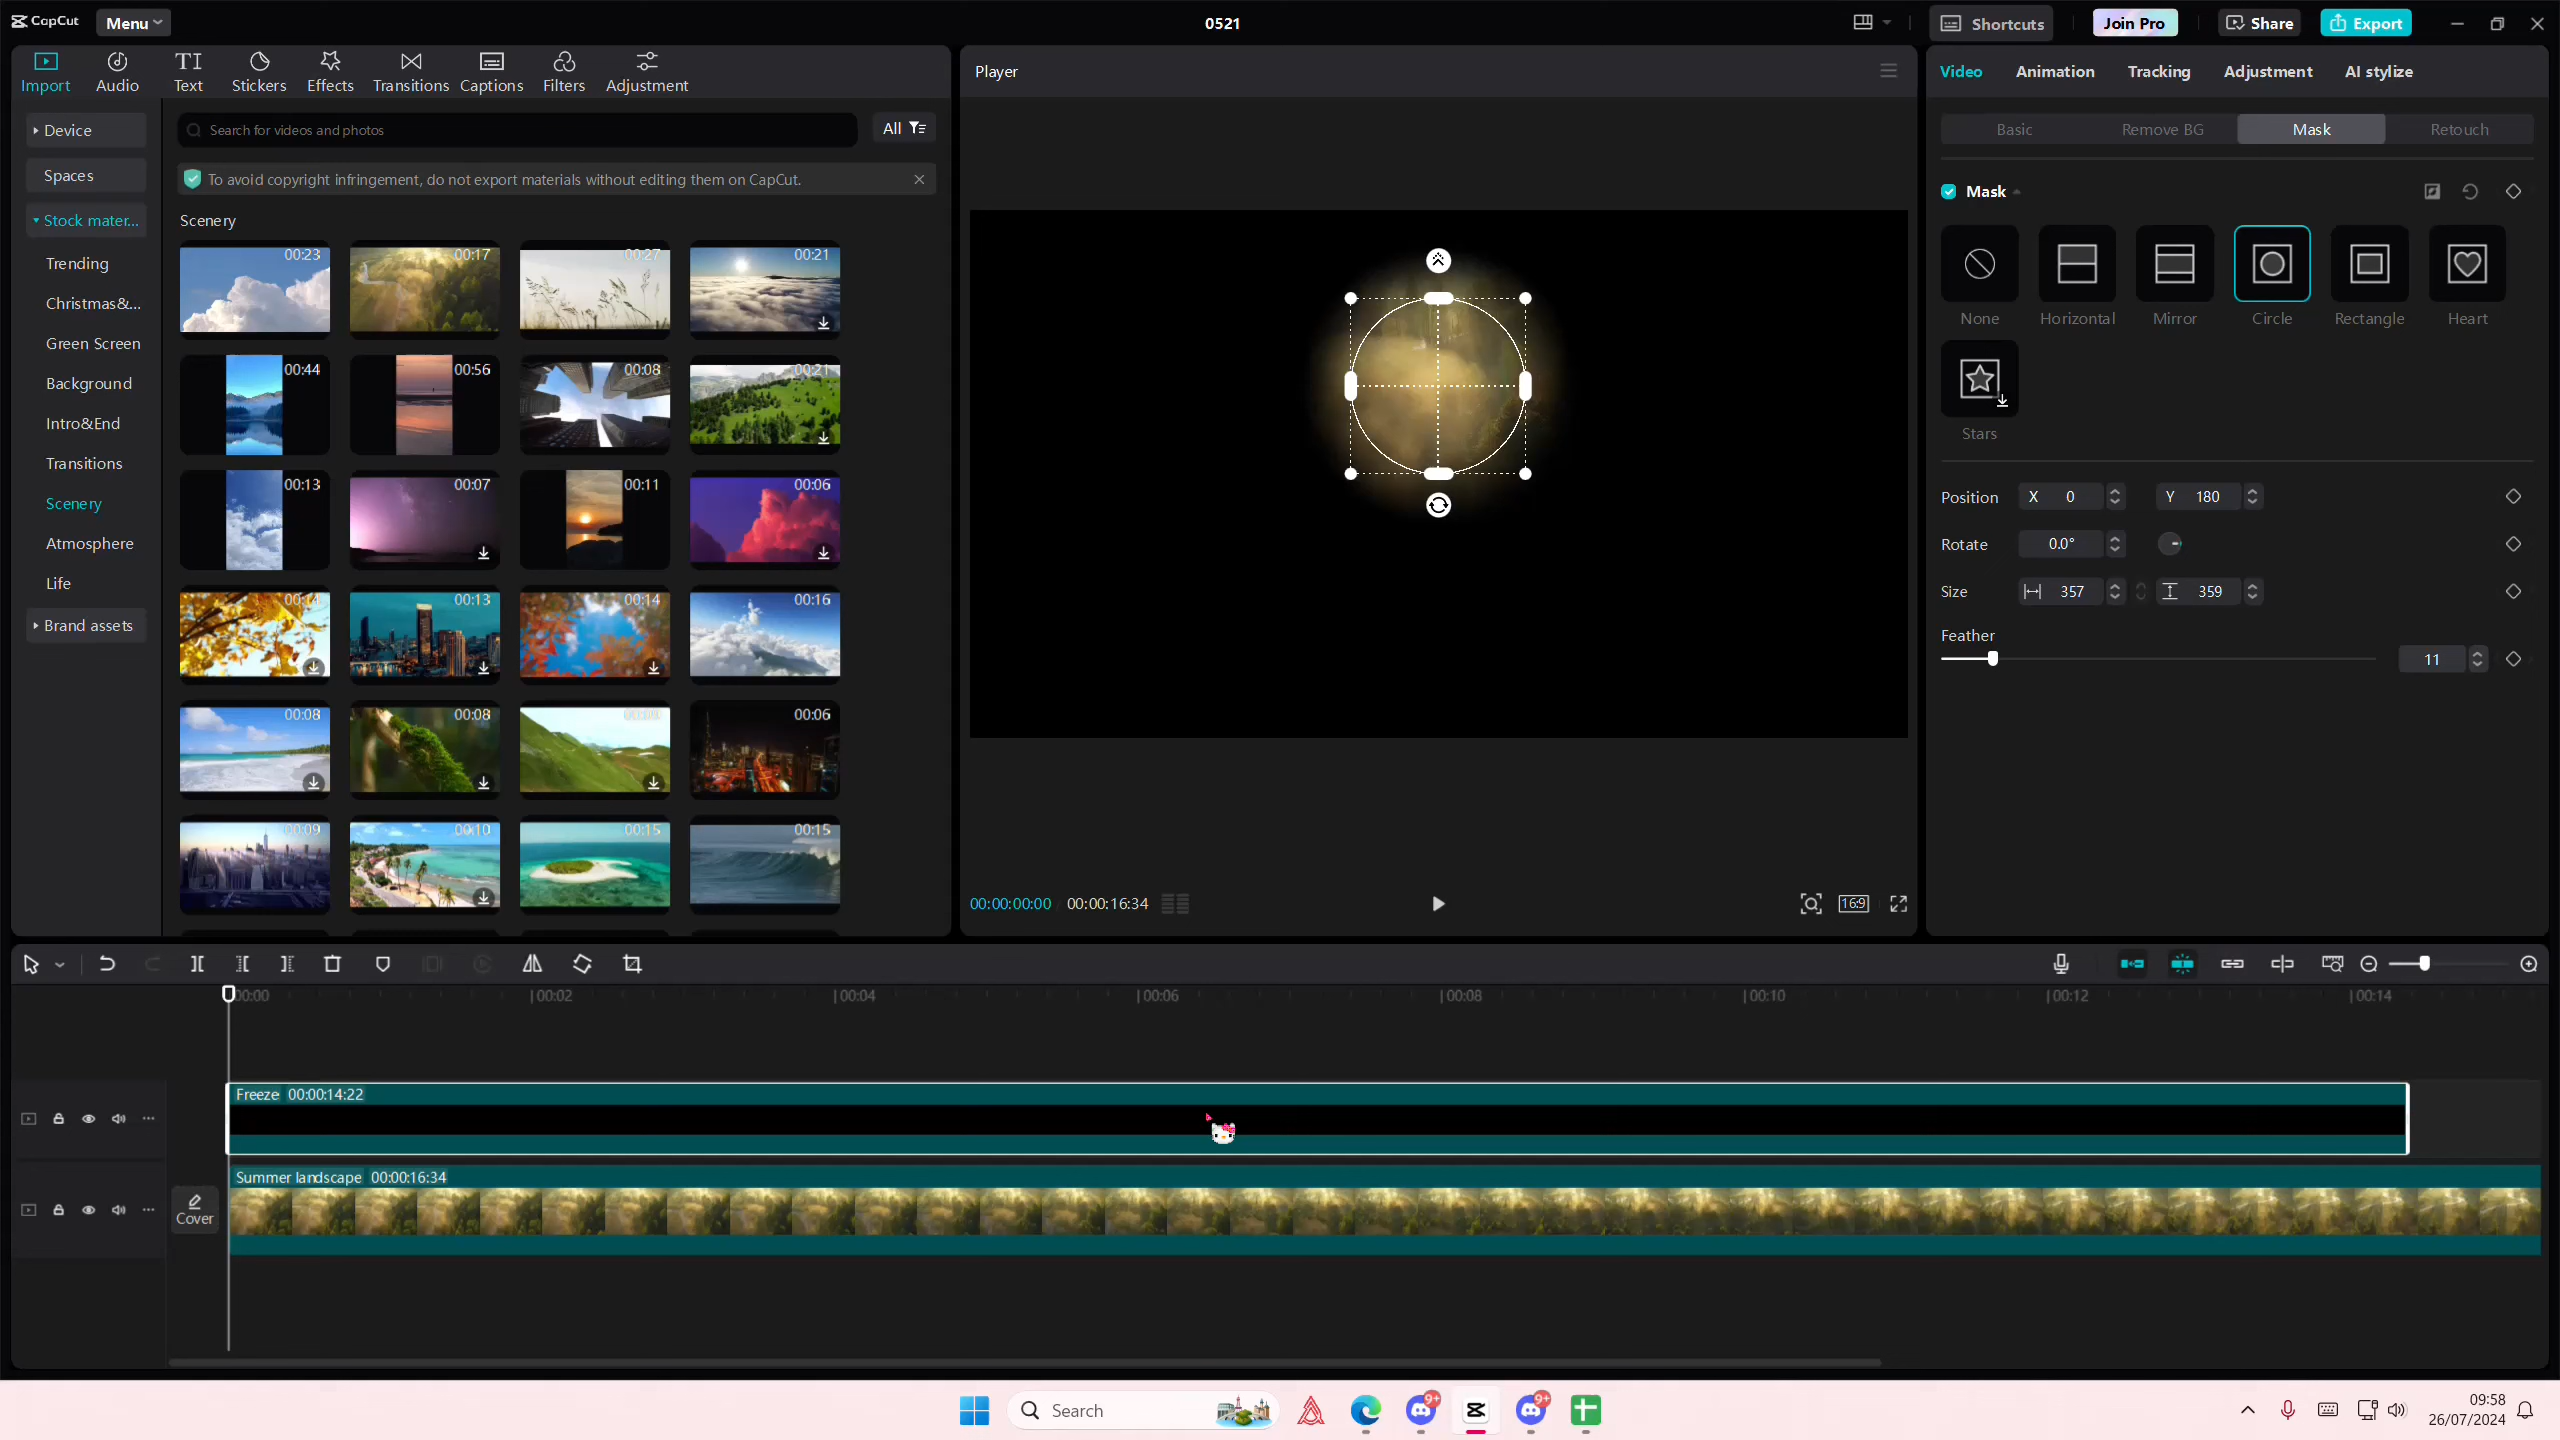 CapCut
Menu
0521
Shortcuts
Join Pro
Share
Export
Import
Audio
Text
Stickers
Effects
Transitions
Captions
Filters
Adjustment
Device
Spaces
Stock mater...
Trending
Christmas&...
Green Screen
Background
Intro&End
Transitions
Scenery
Atmosphere
Life
Brand assets
Search for videos and photos
All
To avoid copyright infringement, do not export materials without editing them on CapCut.
Scenery
00:23
00:17
00:27
00:21
00:44
00:56
00:08
00:21
00:13
00:07
00:11
00:06
00:14
00:13
00:14
00:16
00:08
00:08
00:06
00:09
00:10
00:15
00:15
Player
00:00:00:00
00:00:16:34
16:9
Video
Animation
Tracking
Adjustment
AI stylize
Basic
Remove BG
Mask
Retouch
Mask
None
Horizontal
Mirror
Circle
Rectangle
Heart
Stars
Position X 0 Y 180
Rotate 0.0°
Size 357 359
Feather
11
00:00
00:02
00:04
00:06
00:08
00:10
00:12
00:14
Freeze 00:00:14:22
Summer landscape 00:00:16:34
Cover
Search
9+
9+
09:58
26/07/2024